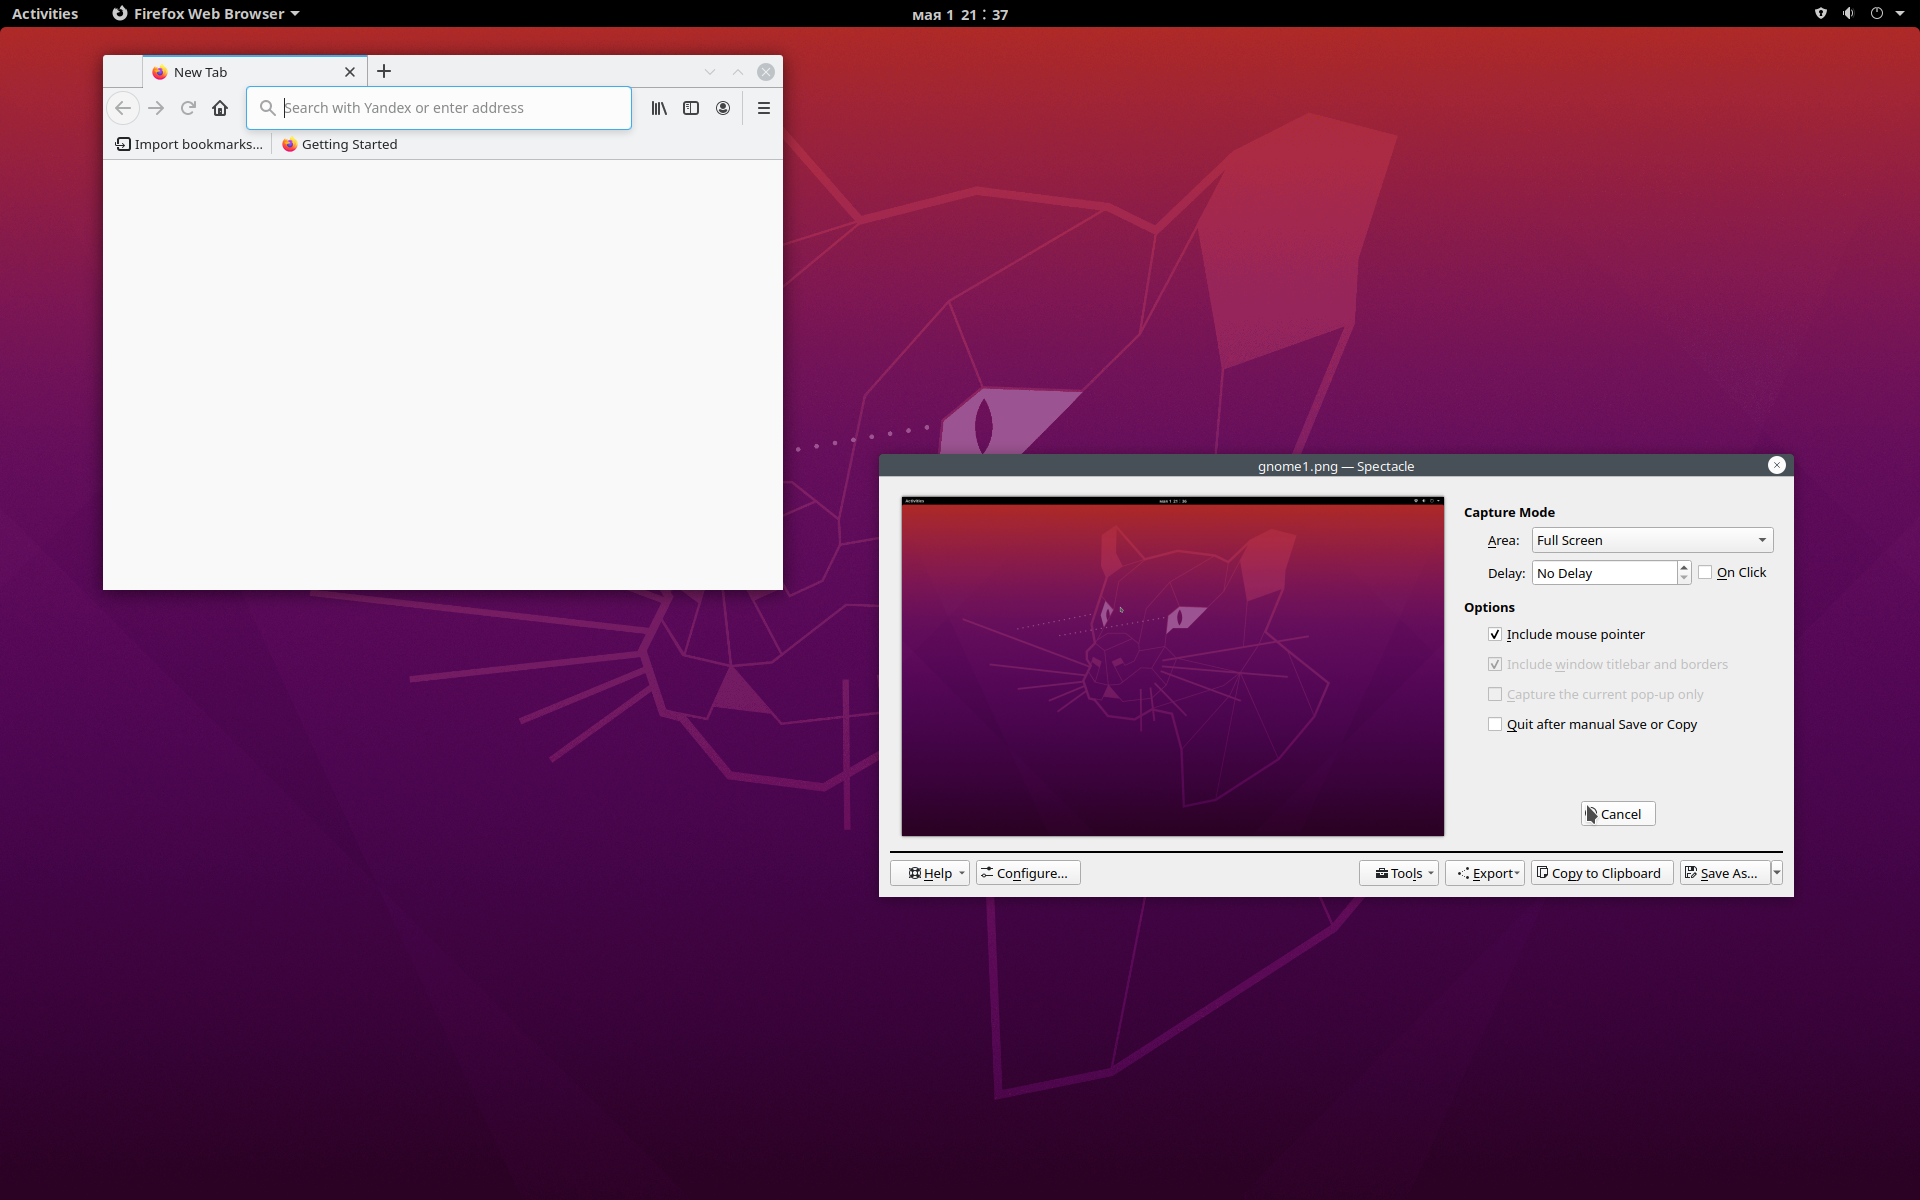 Activities
Firefox Web Browser
мая 1 21 : 37
New Tab
Search with Yandex or enter address
Import bookmarks...
Getting Started
gnome1.png — Spectacle
Capture Mode
Area:
Full Screen
Delay:
No Delay
On Click
Options
Include mouse pointer
Include window titlebar and borders
Capture the current pop-up only
Quit after manual Save or Copy
Cancel
Help
Configure...
Tools
Export
Copy to Clipboard
Save As...